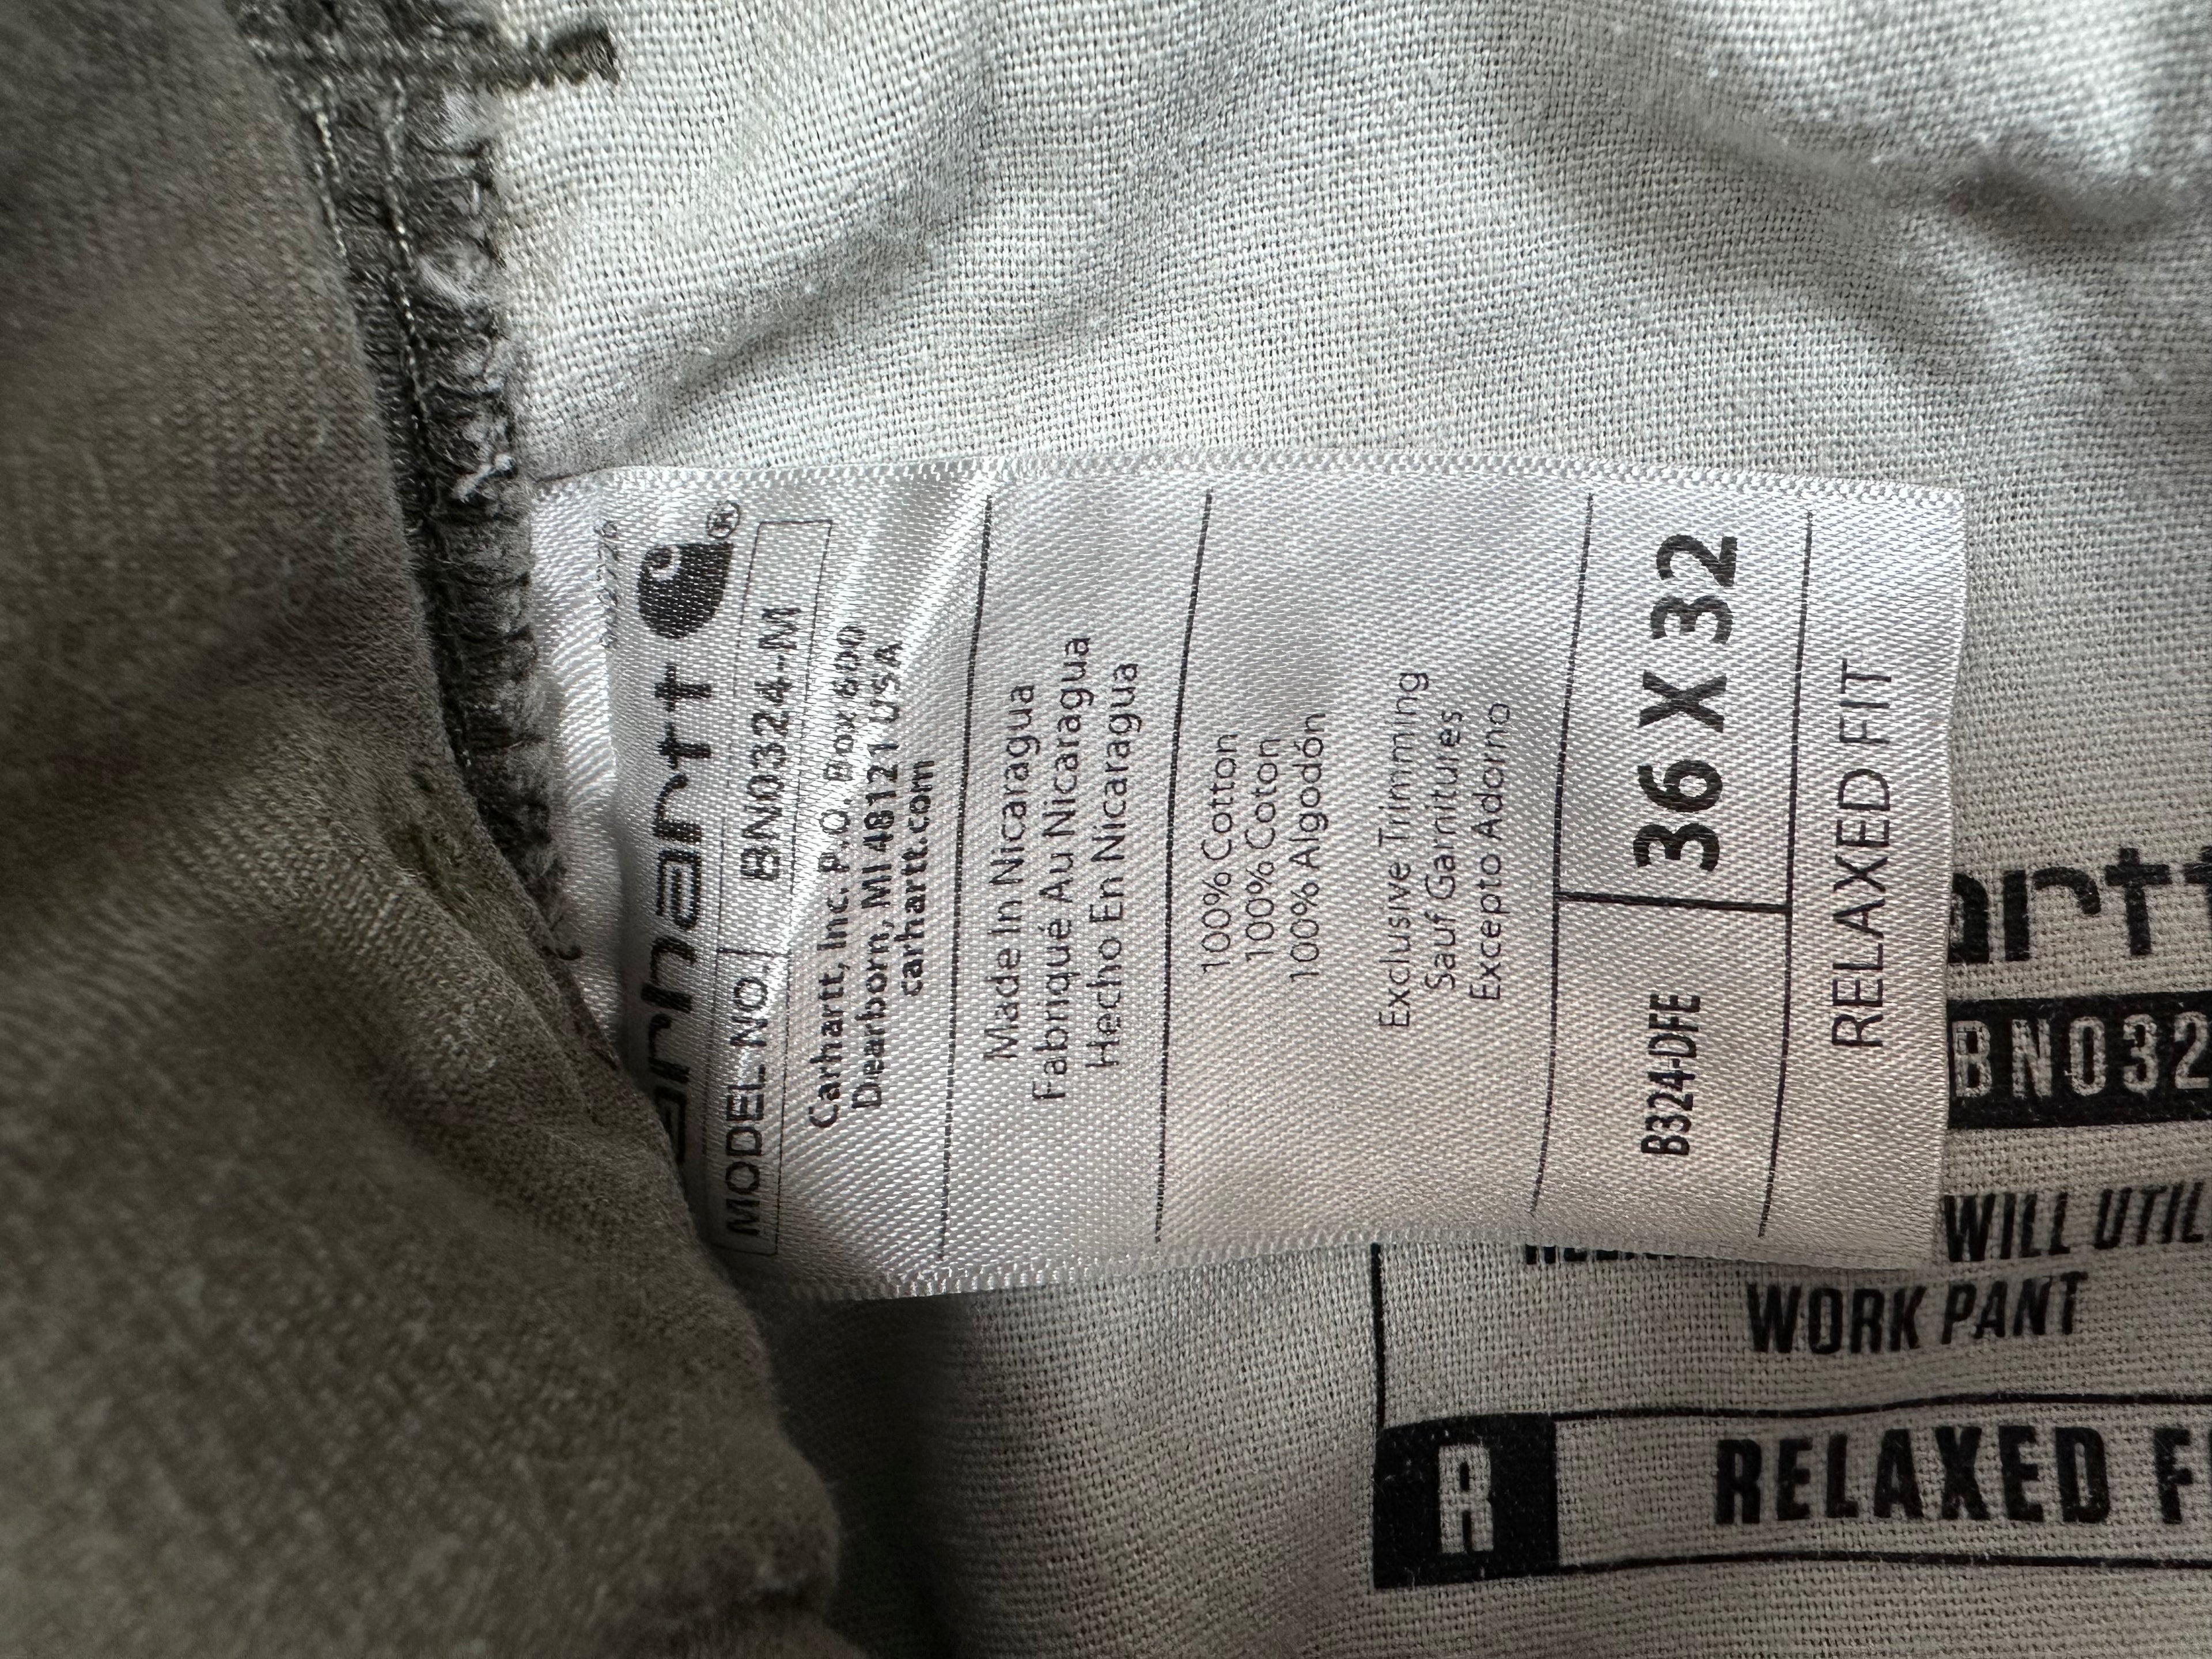 carhartt®
MODEL NO. BN0324-M
Carhartt, Inc. P.O. Box 600
Dearborn, MI 48121 USA
carhartt.com
Made In Nicaragua
Fabriqué Au Nicaragua
Hecho En Nicaragua
100% Cotton
100% Coton
100% Algodón
Exclusive Trimming
Sauf Garnitures
Excepto Adorno
B324-DFE 36 X 32
RELAXED FIT
artt
BN032
WILL UTIL
WORK PANT
R RELAXED F